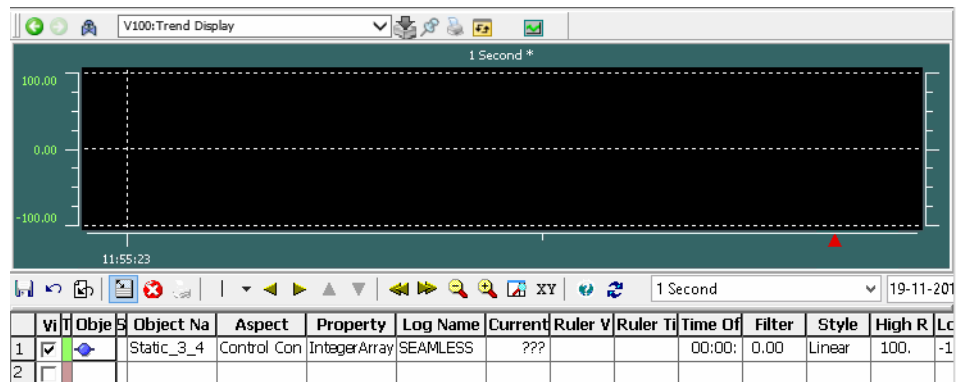 V100:Trend Display
1 Second *
100.00
0.00
-100.00
11:55:23
XY 1 Second 19-11-201
Vi T Obje S Object Na Aspect Property Log Name Current Ruler V Ruler Ti Time Of Filter Style High R Lo
1 Static_3_4 Control Con IntegerArray SEAMLESS ??? 00:00: 0.00 Linear 100. -1
2